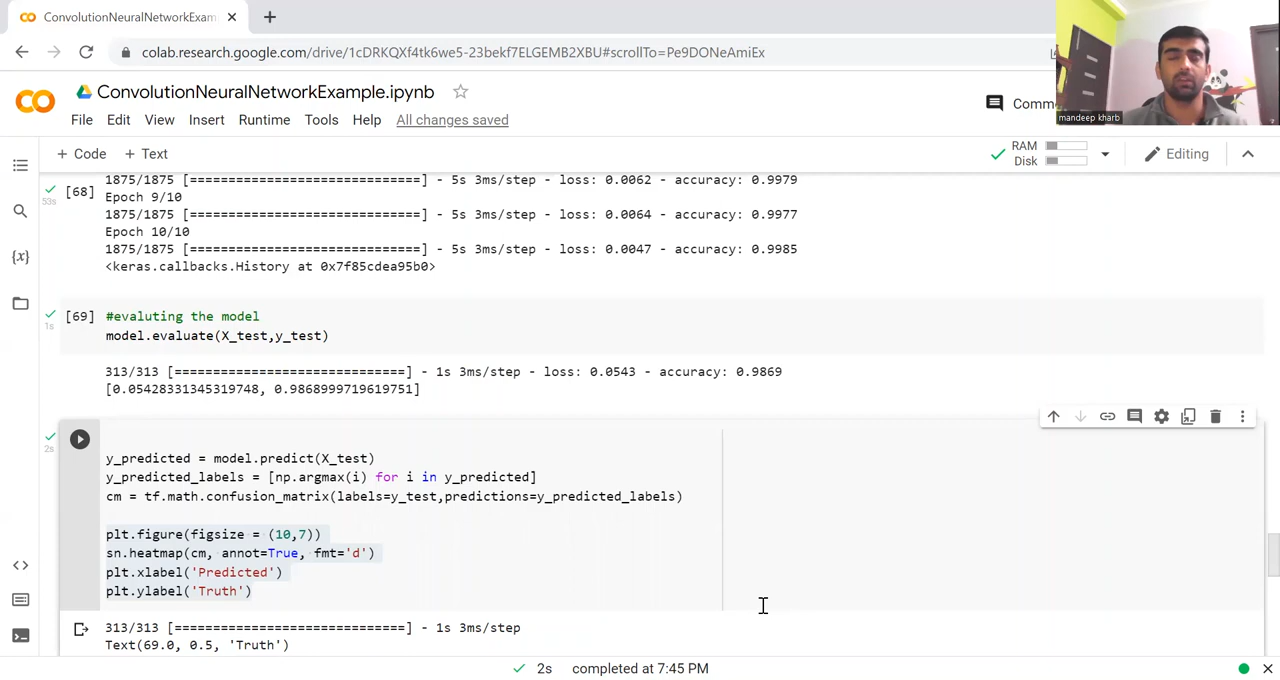 ConvolutionNeuralNetworkExam
colab.research.google.com/drive/1cDRKQXf4tk6we5-23bekf7ELGEMB2XBU#scrollTo=Pe9DONeAmiEx
mandeep kharb
ConvolutionNeuralNetworkExample.ipynb
File Edit View Insert Runtime Tools Help All changes saved
Comm
+ Code + Text
RAM
Disk
Editing
[68]
53s
1875/1875 [==============================] - 5s 3ms/step - loss: 0.0062 - accuracy: 0.9979
Epoch 9/10
1875/1875 [==============================] - 5s 3ms/step - loss: 0.0064 - accuracy: 0.9977
Epoch 10/10
1875/1875 [==============================] - 5s 3ms/step - loss: 0.0047 - accuracy: 0.9985
<keras.callbacks.History at 0x7f85cdea95b0>
[69]
1s
#evaluting the model
model.evaluate(X_test,y_test)
313/313 [==============================] - 1s 3ms/step - loss: 0.0543 - accuracy: 0.9869
[0.05428331345319748, 0.9868999719619751]
2s
y_predicted = model.predict(X_test)
y_predicted_labels = [np.argmax(i) for i in y_predicted]
cm = tf.math.confusion_matrix(labels=y_test,predictions=y_predicted_labels)
plt.figure(figsize = (10,7))
sn.heatmap(cm, annot=True, fmt='d')
plt.xlabel('Predicted')
plt.ylabel('Truth')
313/313 [==============================] - 1s 3ms/step
Text(69.0, 0.5, 'Truth')
2s completed at 7:45 PM